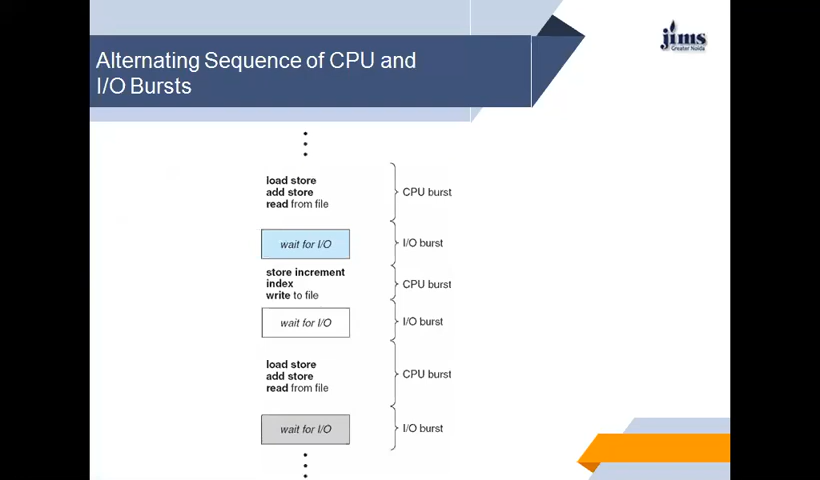 Alternating Sequence of CPU and
I/O Bursts
jims
Greater Noida
load store
add store
read from file
CPU burst
wait for I/O
I/O burst
store increment
index
write to file
CPU burst
wait for I/O
I/O burst
load store
add store
read from file
CPU burst
wait for I/O
I/O burst